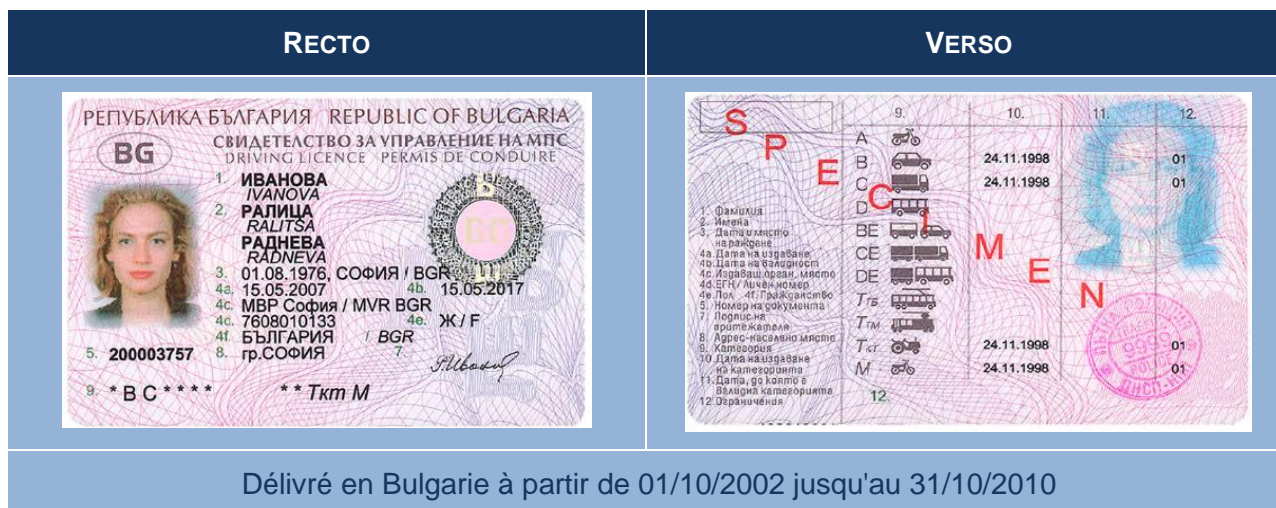 RECTO
VERSO
РЕПУБЛИКА БЪЛГАРИЯ REPUBLIC OF BULGARIA
BG
СВИДЕТЕЛСТВО ЗА УПРАВЛЕНИЕ НА МПС
DRIVING LICENCE PERMIS DE CONDUIRE
1. ИВАНОВА
IVANOVA
2. РАЛИЦА
RALITSA
РАДНЕВА
RADNEVA
3. 01.08.1976, СОФИЯ / BGR
4a. 15.05.2007 4b. 15.05.2017
4c. МВР София / MVR BGR
4d. 7608010133 4e. Ж / F
4f. БЪЛГАРИЯ / BGR
5. 200003757 8. гр.СОФИЯ 7.
9. * B C * * * * * * Ткт M
SPECIMEN
9. 10. 11. 12.
A
B 24.11.1998 01
C 24.11.1998 01
D
BE
CE
DE
Ттб
Ттм
Ткт 24.11.1998 01
M 24.11.1998 01
12.
1. Фамилия
2. Имена
3. Дата и място
на раждане
4a. Дата на издаване
4b. Дата на валидност
4c. Издаващ орган, място
4d. ЕГН / Личен номер
4e. Пол 4f. Гражданство
5. Номер на документа
7. Подпис на
притежателя
8. Адрес-населено място
9. Категория
10. Дата на издаване
на категорията
11. Дата, до която е
валидна категорията
12. Ограничения
Délivré en Bulgarie à partir de 01/10/2002 jusqu'au 31/10/2010